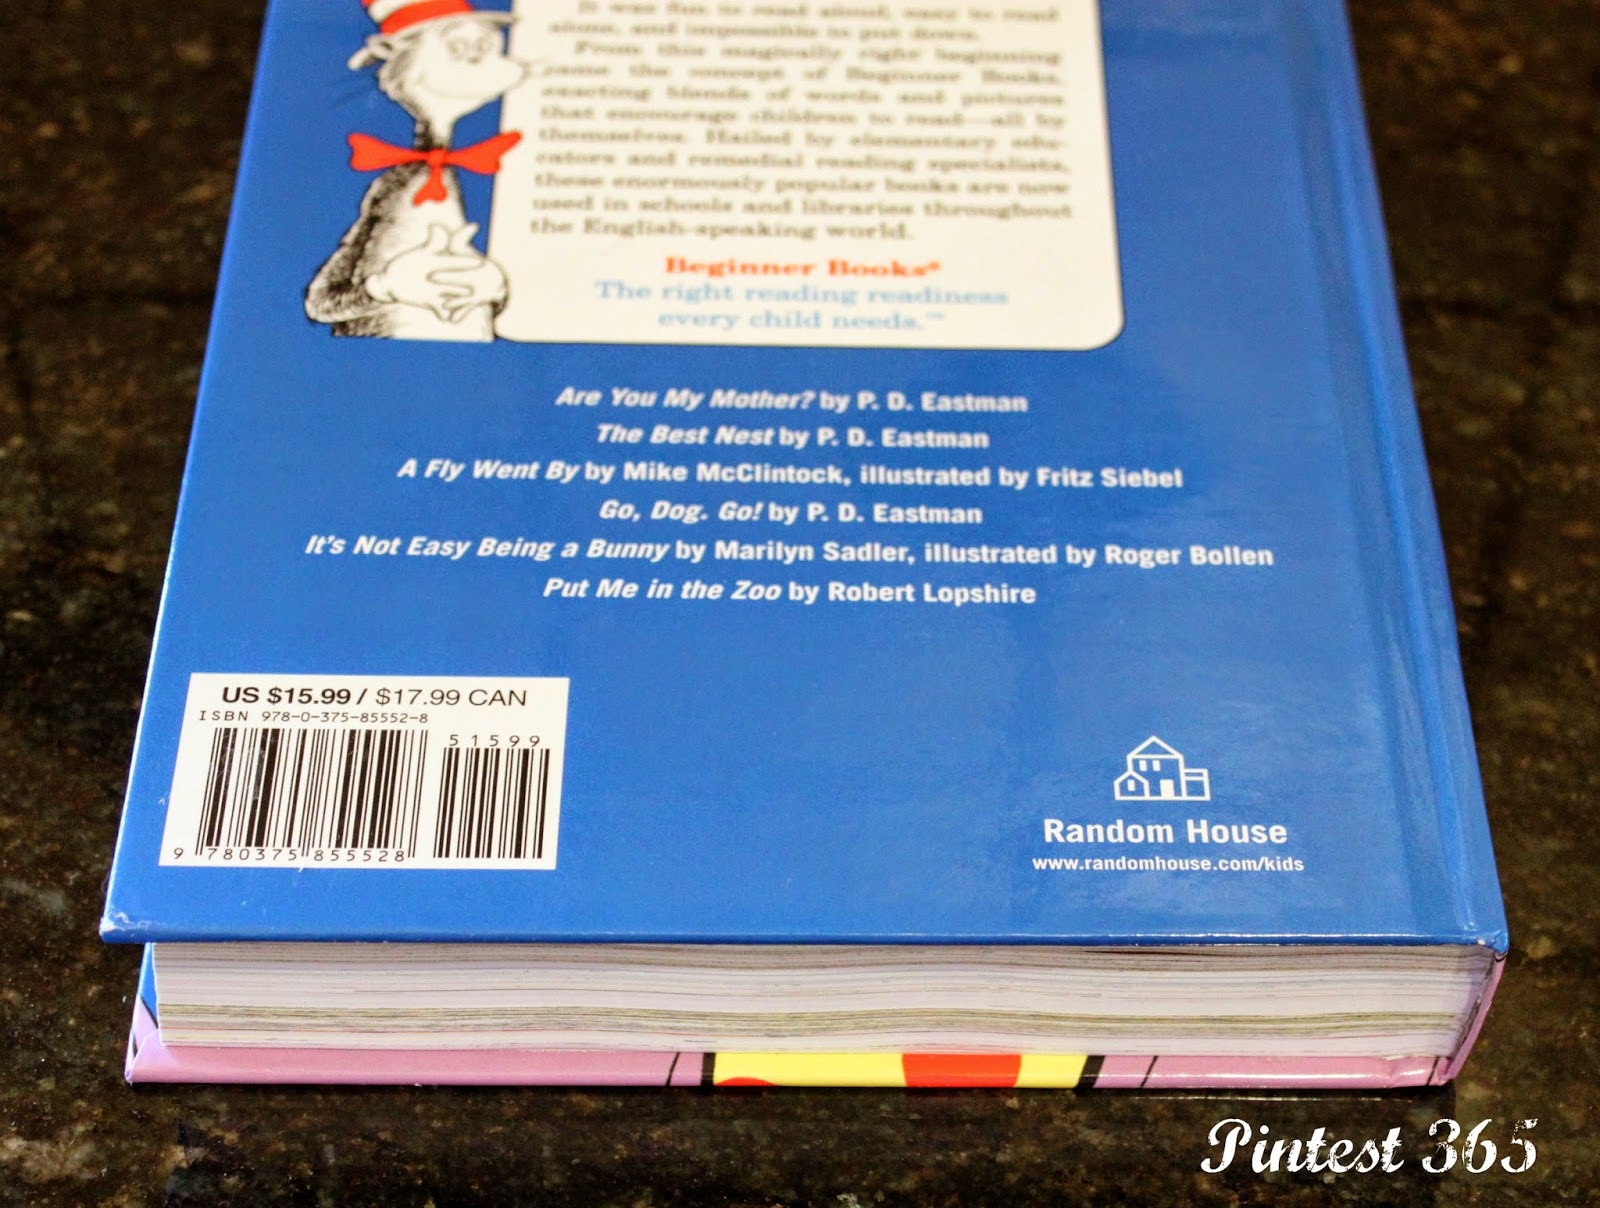 It was fun to read aloud, easy to read
alone, and impossible to put down.
From this magically right beginning
came the concept of Beginner Books,
exacting blends of words and pictures
that encourage children to read—all by
themselves. Hailed by elementary edu-
cators and remedial reading specialists,
these enormously popular books are now
used in schools and libraries throughout
the English-speaking world.
Beginner Books®
The right reading readiness
every child needs.™
Are You My Mother? by P. D. Eastman
The Best Nest by P. D. Eastman
A Fly Went By by Mike McClintock, illustrated by Fritz Siebel
Go, Dog. Go! by P. D. Eastman
It's Not Easy Being a Bunny by Marilyn Sadler, illustrated by Roger Bollen
Put Me in the Zoo by Robert Lopshire
US $15.99 / $17.99 CAN
ISBN 978-0-375-85552-8
51599
9 780375 855528
Random House
www.randomhouse.com/kids
Pintest 365